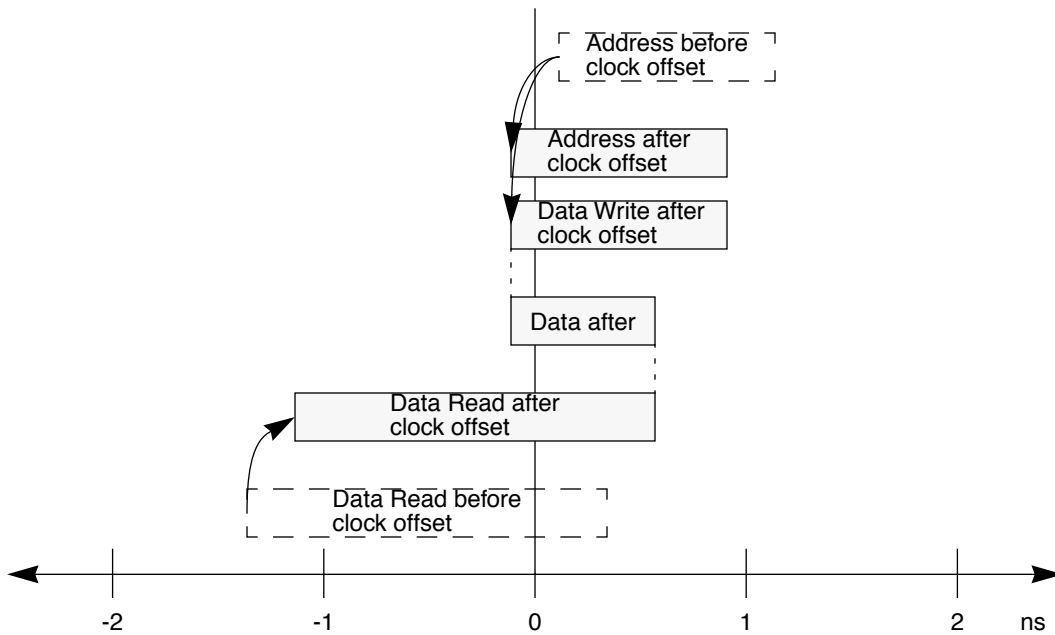 Address before
clock offset
Address after
clock offset
Data Write after
clock offset
Data after
Data Read after
clock offset
Data Read before
clock offset
-2 -1 0 1 2 ns